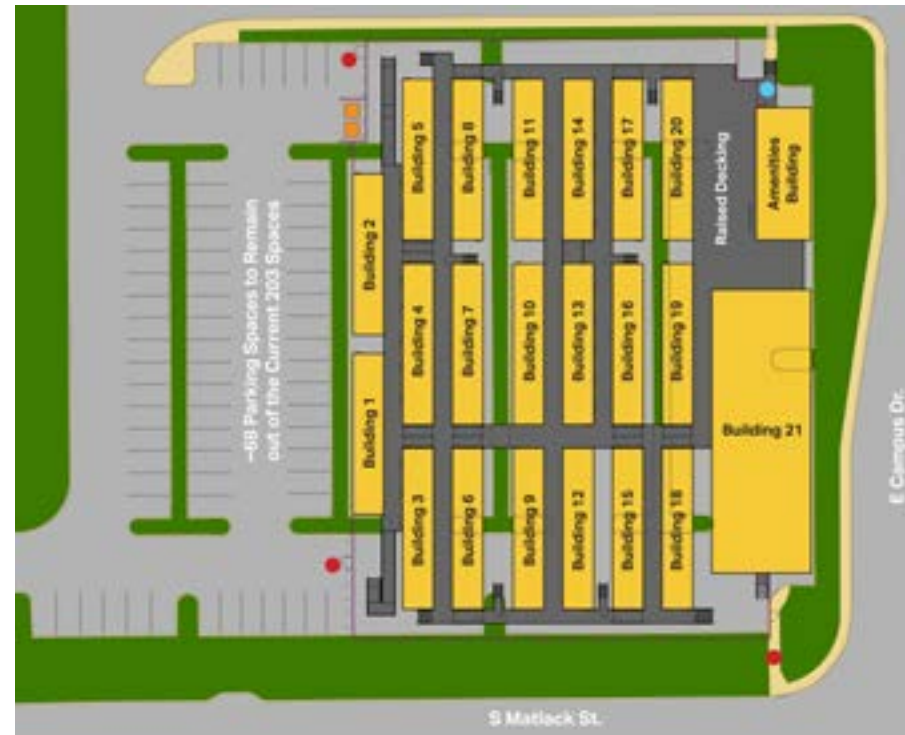 ~68 Parking Spaces to Remain
out of the Current 203 Spaces
Building 2
Building 1
Building 5
Building 4
Building 3
Building 8
Building 7
Building 6
Building 11
Building 10
Building 9
Building 14
Building 13
Building 12
Building 17
Building 16
Building 15
Building 20
Building 19
Building 18
Raised Decking
Amenities
Building
Building 21
E Campus Dr.
S Matlack St.